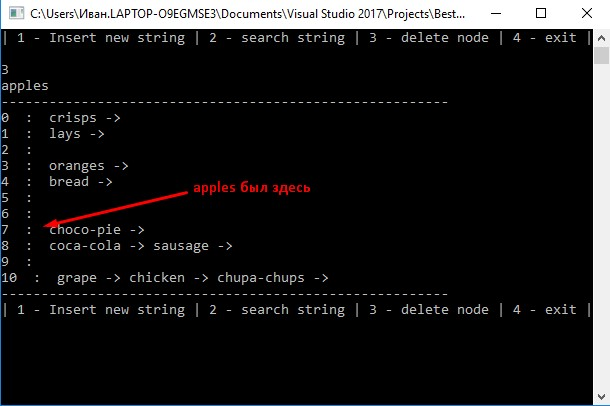 C:\Users\Иван.LAPTOP-O9EGMSE3\Documents\Visual Studio 2017\Projects\Best...
| 1 - Insert new string | 2 - search string | 3 - delete node | 4 - exit |
3
apples
--------------------------------------------------------
0  :  crisps ->
1  :  lays ->
2  :
3  :  oranges ->
4  :  bread ->
apples был здесь
5  :
6  :
7  :  choco-pie ->
8  :  coca-cola -> sausage ->
9  :
10  :  grape -> chicken -> chupa-chups ->
--------------------------------------------------------------------------
| 1 - Insert new string | 2 - search string | 3 - delete node | 4 - exit |